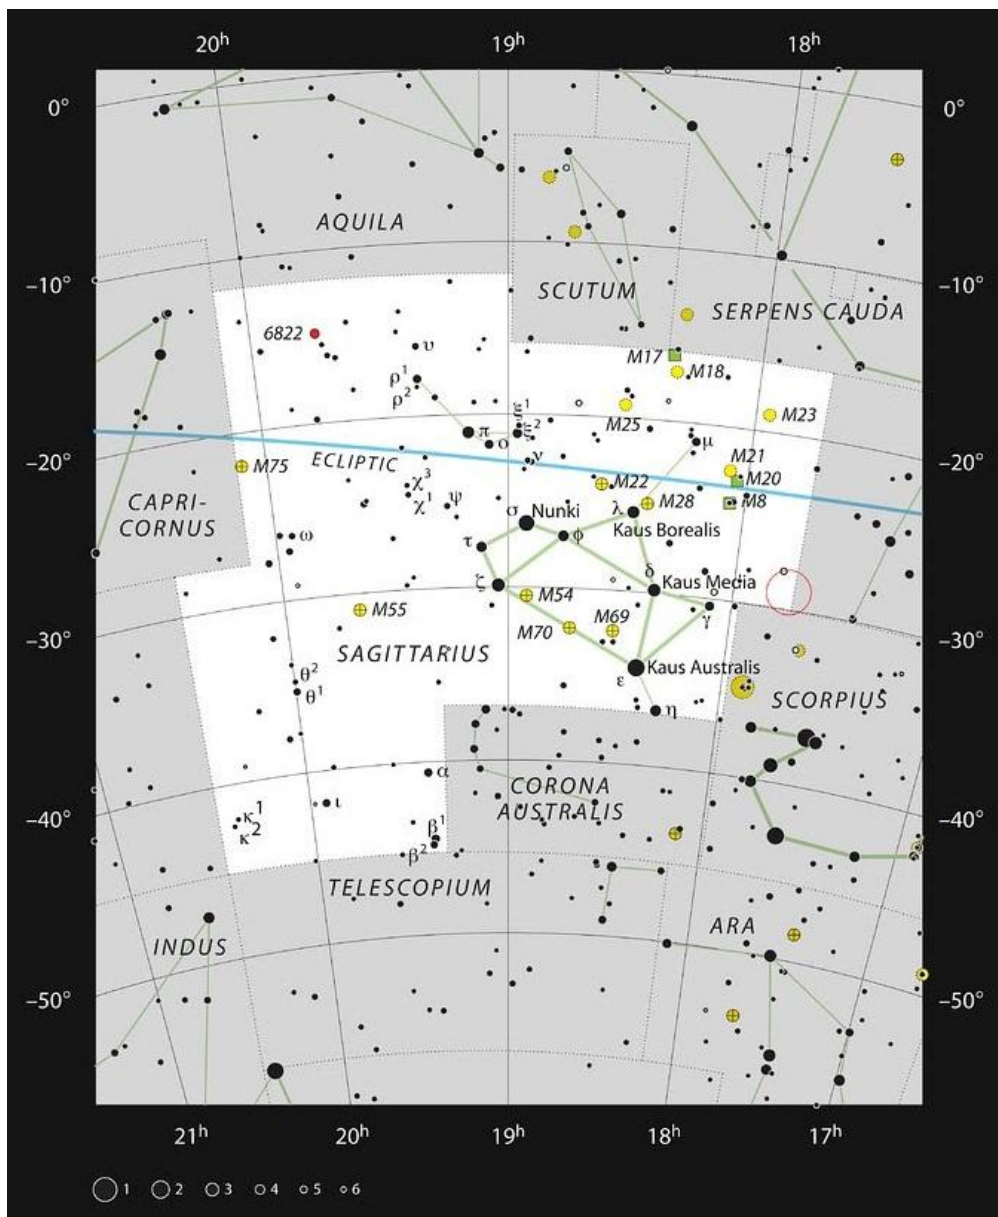 20h 19h 18h
0° 0°
AQUILA
–10° –10°
SCUTUM
SERPENS CAUDA
6822
υ
M17
M18
ρ1
ρ2
ξ1
M25
M23
π
ο
ξ2
μ
–20° –20°
M75
ECLIPTIC
ν
M21
M20
CAPRI-
CORNUS
χ3
χ1
ψ
M22
M28
M8
σ
Nunki
λ
Kaus Borealis
ω
τ
φ
ζ
δ
Kaus Media
M55
M54
γ
M70
M69
–30° –30°
SAGITTARIUS
Kaus Australis
ε
θ2
θ1
η
SCORPIUS
α
CORONA
AUSTRALIS
ι
κ1
κ2
β1
β2
–40° –40°
TELESCOPIUM
INDUS
ARA
–50° –50°
21h 20h 19h 18h 17h
1 2 3 4 5 6